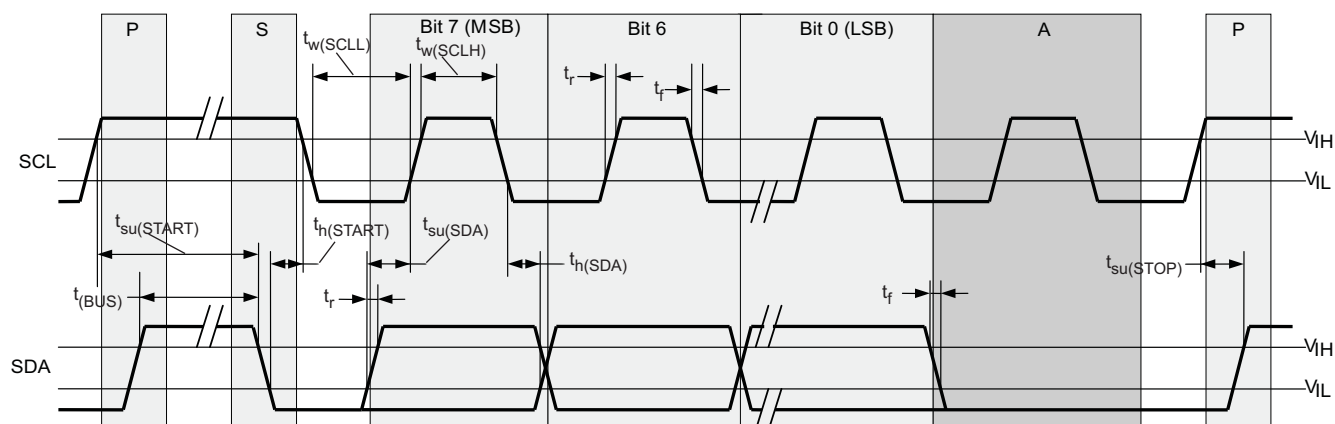 P
S
Bit 7 (MSB)
Bit 6
Bit 0 (LSB)
A
P
tw(SCLL)
tw(SCLH)
tr
tf
SCL
VIH
VIL
tsu(START)
th(START)
tsu(SDA)
th(SDA)
tsu(STOP)
t(BUS)
tr
tf
SDA
VIH
VIL